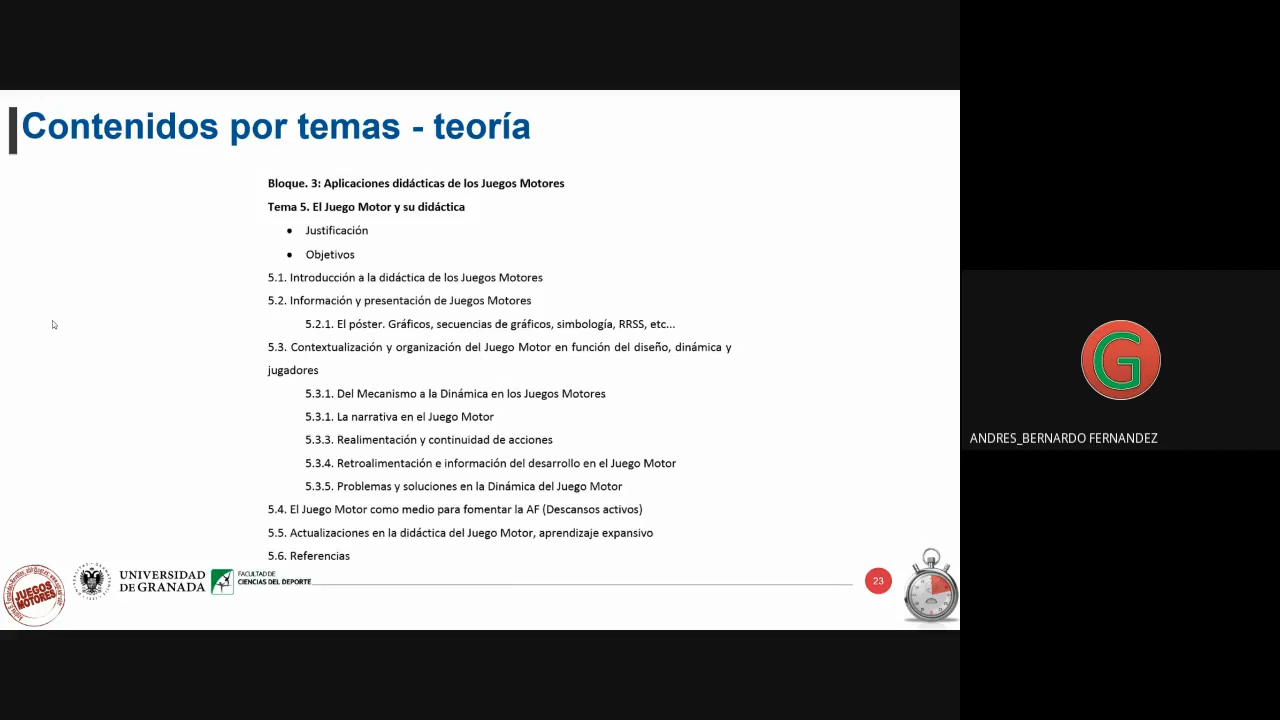 Contenidos por temas - teoría
Bloque. 3: Aplicaciones didácticas de los Juegos Motores
Tema 5. El Juego Motor y su didáctica
• Justificación
• Objetivos
5.1. Introducción a la didáctica de los Juegos Motores
5.2. Información y presentación de Juegos Motores
5.2.1. El póster. Gráficos, secuencias de gráficos, simbología, RRSS, etc...
5.3. Contextualización y organización del Juego Motor en función del diseño, dinámica y
jugadores
5.3.1. Del Mecanismo a la Dinámica en los Juegos Motores
5.3.1. La narrativa en el Juego Motor
5.3.3. Realimentación y continuidad de acciones
5.3.4. Retroalimentación e información del desarrollo en el Juego Motor
5.3.5. Problemas y soluciones en la Dinámica del Juego Motor
5.4. El Juego Motor como medio para fomentar la AF (Descansos activos)
5.5. Actualizaciones en la didáctica del Juego Motor, aprendizaje expansivo
5.6. Referencias
JUEGOS
MOTORES
UNIVERSIDAD
DE GRANADA
FACULTAD DE
CIENCIAS DEL DEPORTE
23
G
ANDRES_BERNARDO FERNANDEZ